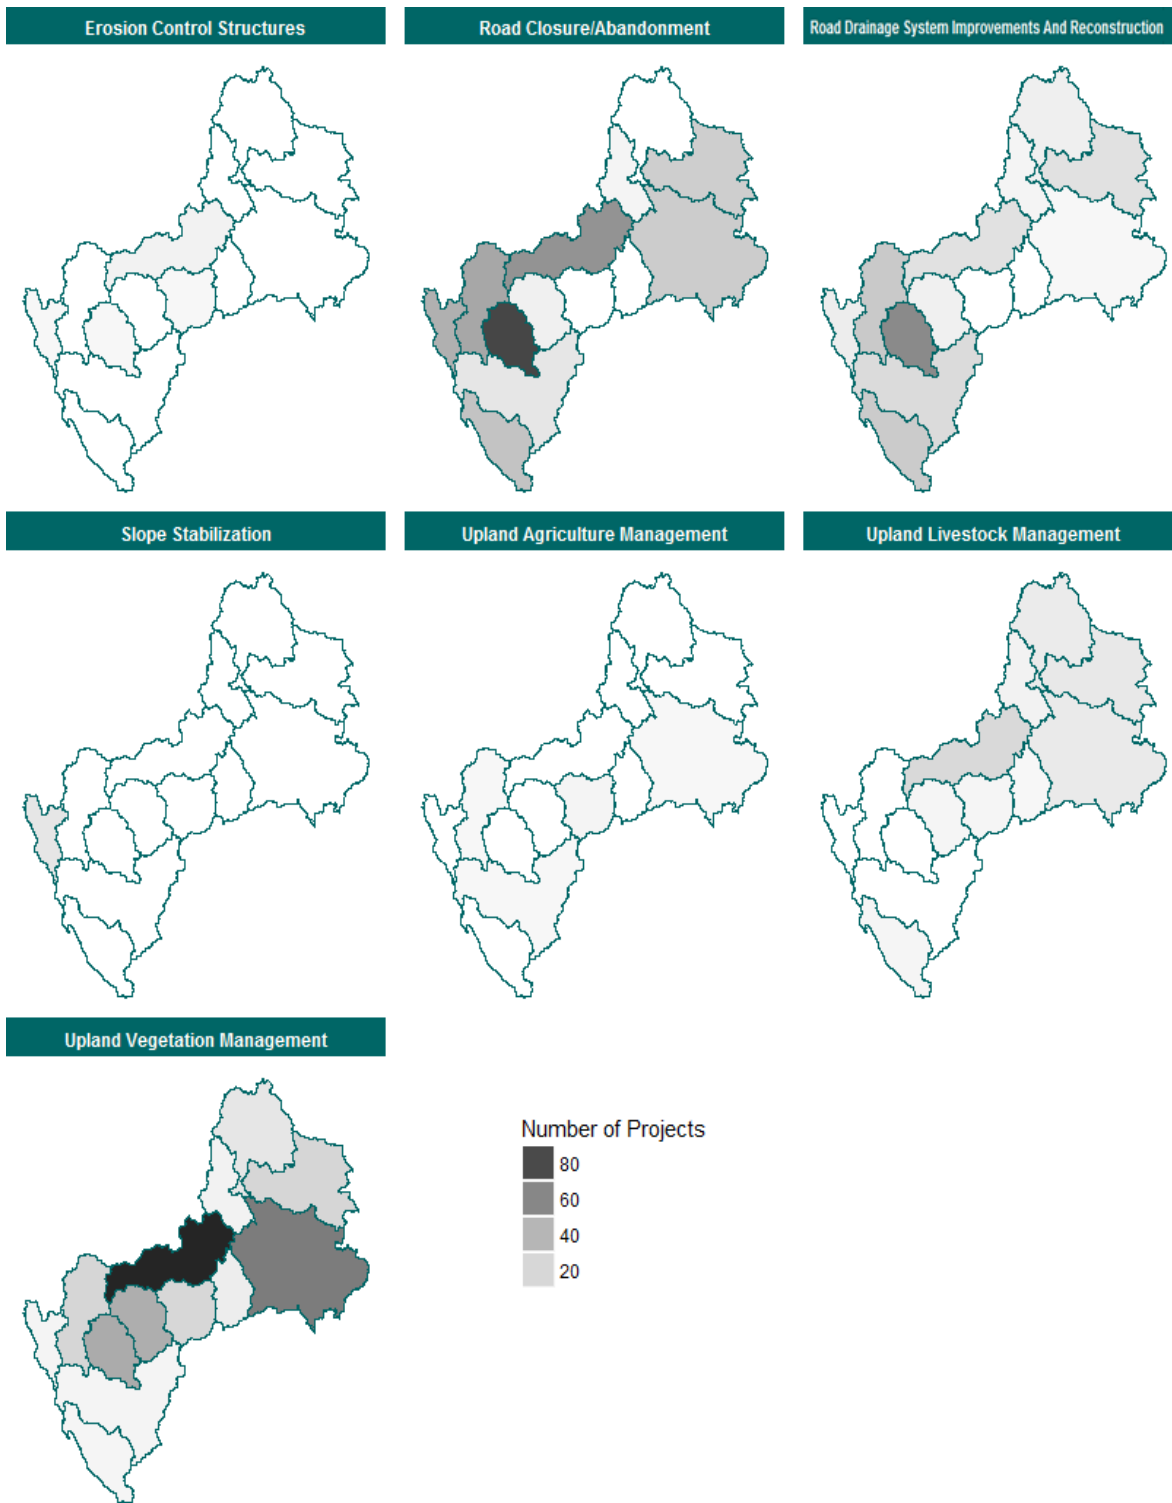 Erosion Control Structures
Road Closure/Abandonment
Road Drainage System Improvements And Reconstruction
Slope Stabilization
Upland Agriculture Management
Upland Livestock Management
Upland Vegetation Management
Number of Projects
80
60
40
20